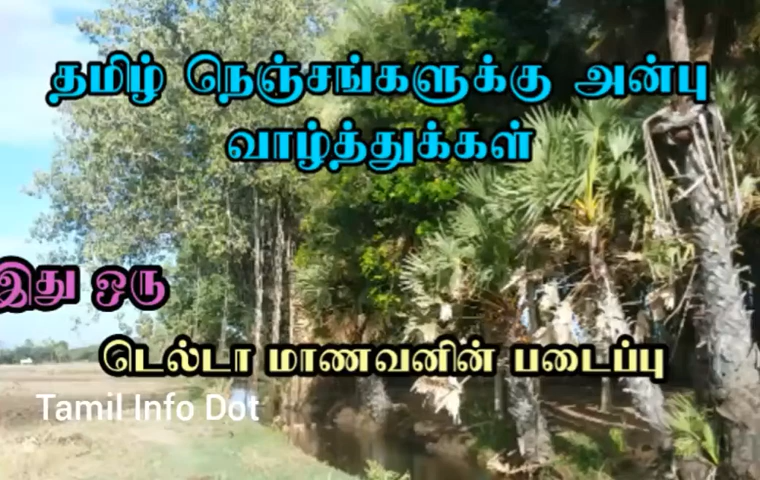 தமிழ் நெஞ்சங்களுக்கு அன்பு
வாழ்த்துக்கள்
இது ஒரு
டெல்டா மாணவனின் படைப்பு
Tamil Info Dot